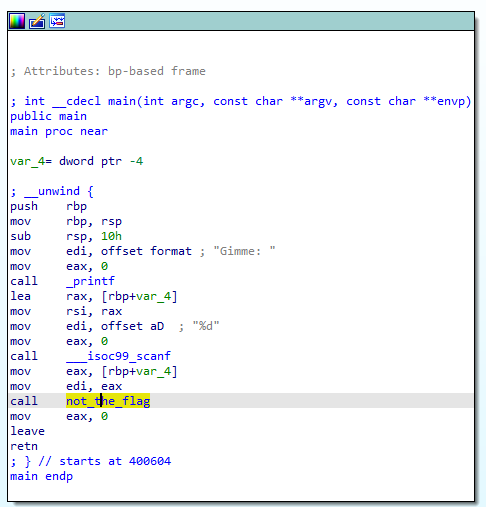 ; Attributes: bp-based frame
; int __cdecl main(int argc, const char **argv, const char **envp)
public main
main proc near
var_4= dword ptr -4
; __unwind {
push    rbp
mov     rbp, rsp
sub     rsp, 10h
mov     edi, offset format ; "Gimme: "
mov     eax, 0
call    _printf
lea     rax, [rbp+var_4]
mov     rsi, rax
mov     edi, offset aD  ; "%d"
mov     eax, 0
call    ___isoc99_scanf
mov     eax, [rbp+var_4]
mov     edi, eax
call    not_the_flag
mov     eax, 0
leave
retn
; } // starts at 400604
main endp